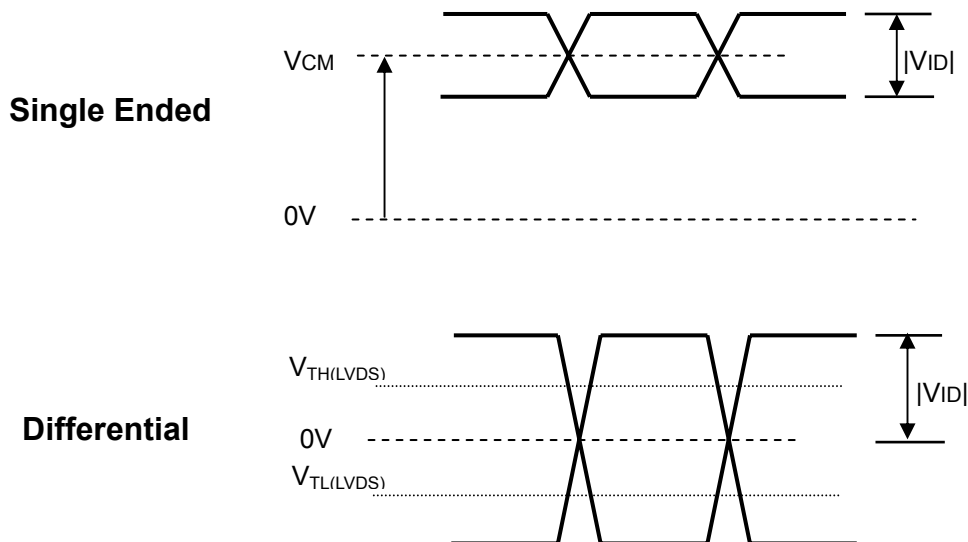 VCM
|VID|
Single Ended
0V
VTH(LVDS)
|VID|
Differential
0V
VTL(LVDS)